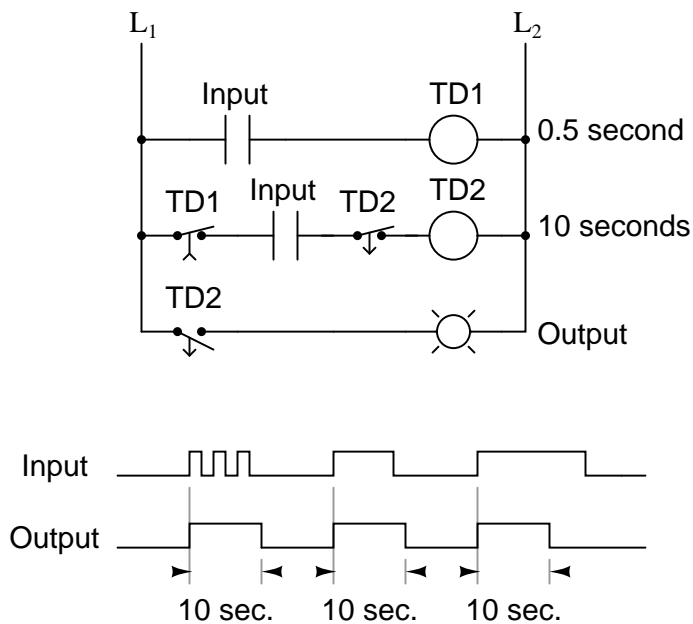 L1 L2
Input TD1
0.5 second
TD1 Input TD2 TD2
10 seconds
TD2
Output
Input
Output
10 sec. 10 sec. 10 sec.